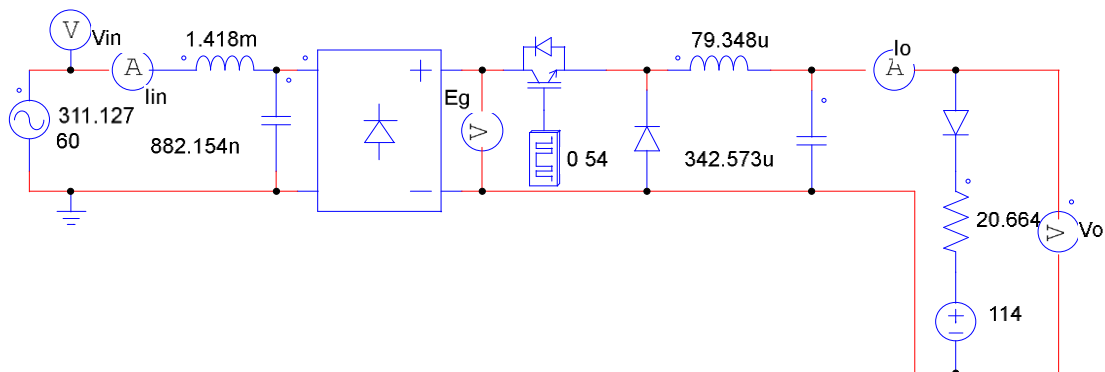 V Vin
A Iin
1.418m
311.127
60
882.154n
Eg
V
0 54
79.348u
342.573u
Io
A
20.664
V Vo
114